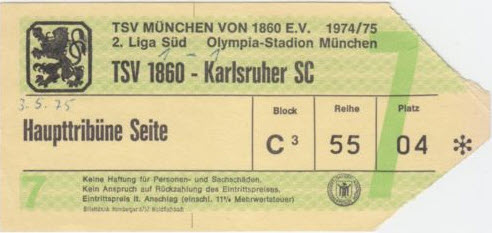 TSV MÜNCHEN VON 1860 E.V. 1974/75
2. Liga Süd Olympia-Stadion München
1 - 1
TSV 1860 - Karlsruher SC
3.5.75
Haupttribüne Seite
Block Reihe Platz
C 3 55 04 *
7
7
Keine Haftung für Personen- und Sachschäden.
Kein Anspruch auf Rückzahlung des Eintrittspreises.
Eintrittspreis lt. Anschlag (einschl. 11% Mehrwertsteuer)